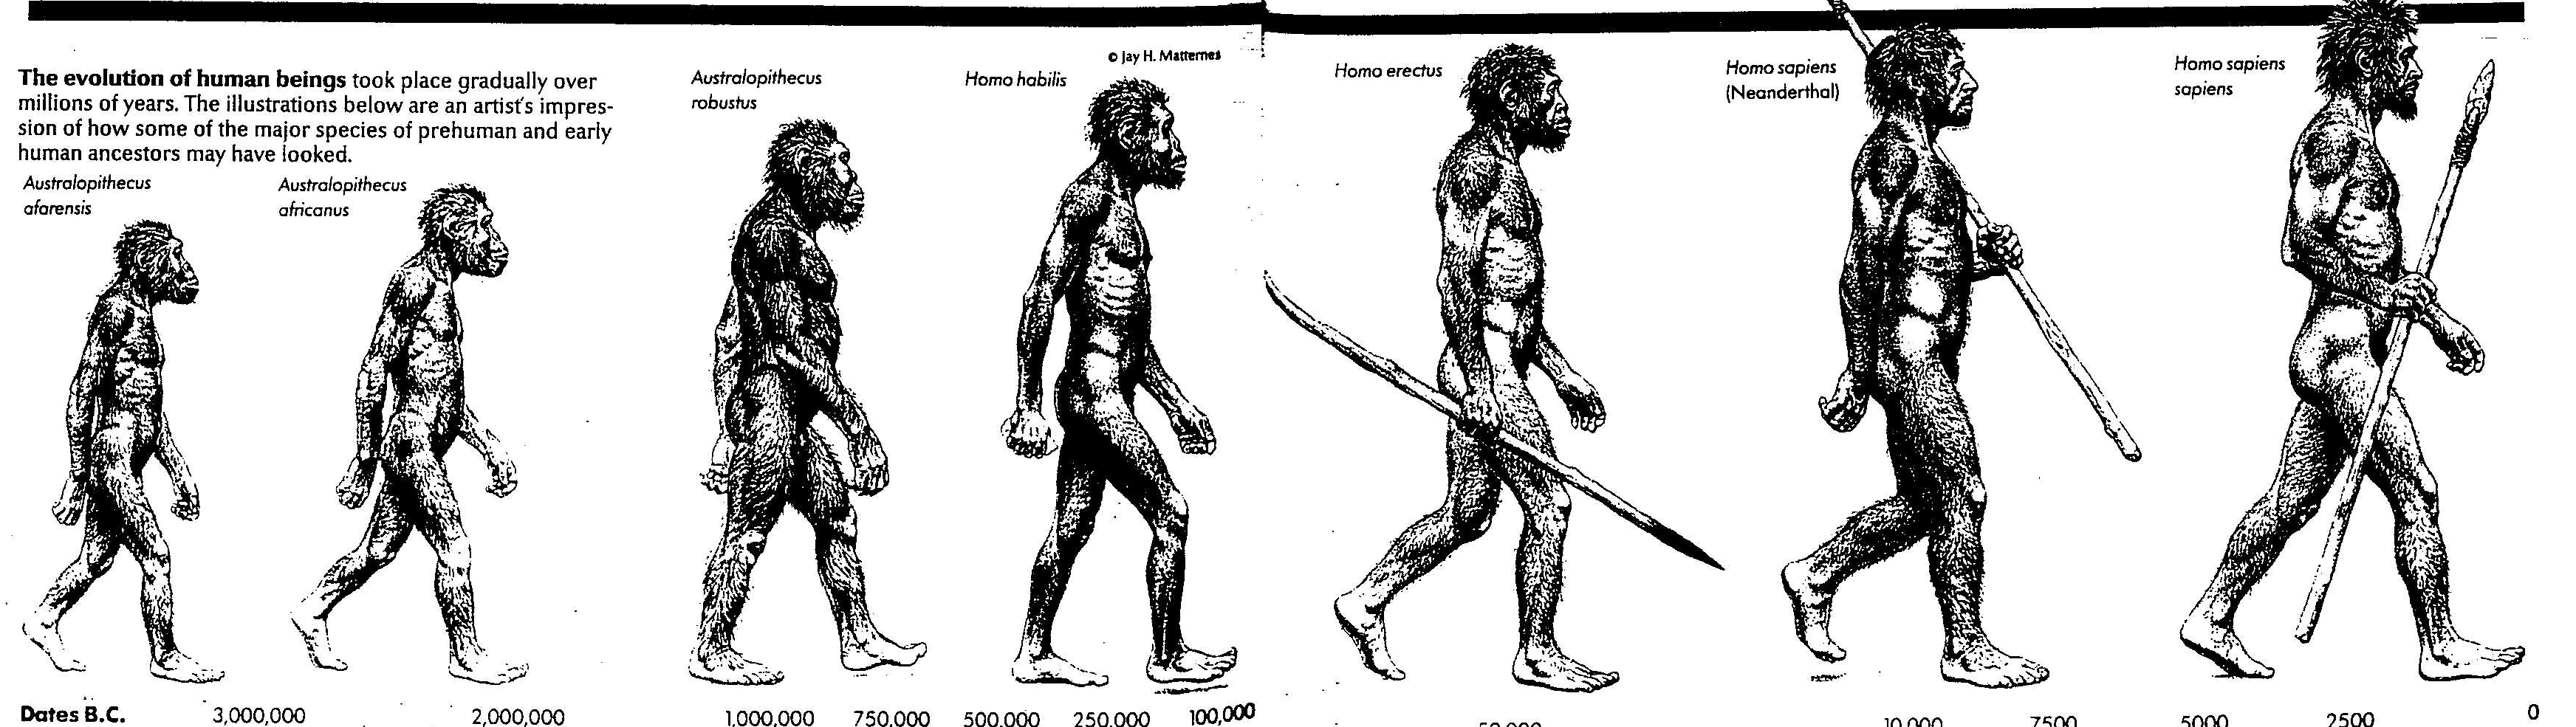 © Jay H. Matternes
The evolution of human beings took place gradually over
millions of years. The illustrations below are an artist's impres-
sion of how some of the major species of prehuman and early
human ancestors may have looked.
Australopithecus
afarensis
Australopithecus
africanus
Australopithecus
robustus
Homo habilis
Homo erectus
Homo sapiens
(Neanderthal)
Homo sapiens
sapiens
Dates B.C. 3,000,000 2,000,000 1,000,000 750,000 500,000 250,000 100,000 50,000 10,000 7500 5000 2500 0